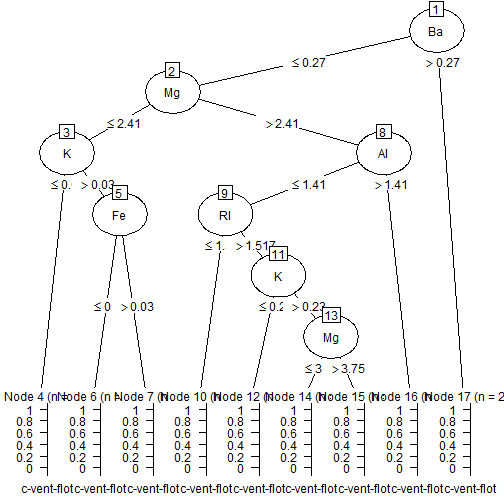 1
Ba
≤ 0.27
> 0.27
2
Mg
≤ 2.41
> 2.41
3
K
8
Al
≤ 0.
> 0.03
≤ 1.41
> 1.41
5
Fe
9
RI
≤ 1.
> 1.517
11
K
≤ 0
> 0.03
≤ 0.2
> 0.23
13
Mg
≤ 3
> 3.75
Node 4 (n = Node 6 (n = Node 7 (n Node 10 (n Node 12 (n Node 14 (n Node 15 (n Node 16 (n Node 17 (n = 2
1 1 1 1 1 1 1 1 1
0.8 0.8 0.8 0.8 0.8 0.8 0.8 0.8 0.8
0.6 0.6 0.6 0.6 0.6 0.6 0.6 0.6 0.6
0.4 0.4 0.4 0.4 0.4 0.4 0.4 0.4 0.4
0.2 0.2 0.2 0.2 0.2 0.2 0.2 0.2 0.2
0 0 0 0 0 0 0 0 0
c-vent-flotc-vent-flotc-vent-flotc-vent-flotc-vent-flotc-vent-flotc-vent-flotc-vent-flotc-vent-flot